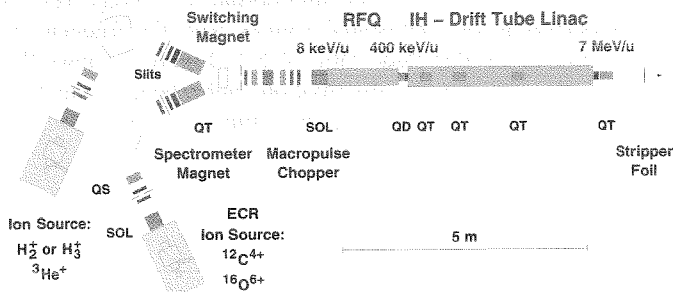 Switching
Magnet
RFQ IH – Drift Tube Linac
8 keV/u 400 keV/u 7 MeV/u
Slits
QT SOL QD QT QT QT QT
Spectrometer
Magnet
Macropulse
Chopper
Stripper
Foil
QS
SOL
Ion Source:
H₂⁺ or H₃⁺
³He⁺
ECR
Ion Source:
¹²C⁴⁺
¹⁶O⁶⁺
5 m